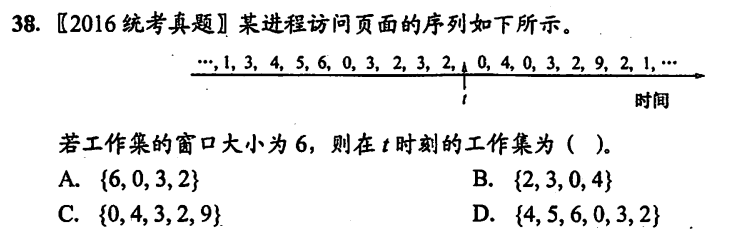 38.〖2016 统考真题〗某进程访问页面的序列如下所示。
…, 1, 3, 4, 5, 6, 0, 3, 2, 3, 2, 0, 4, 0, 3, 2, 9, 2, 1, …
t 时间
若工作集的窗口大小为 6，则在 t 时刻的工作集为（ ）。
A. {6, 0, 3, 2} B. {2, 3, 0, 4}
C. {0, 4, 3, 2, 9} D. {4, 5, 6, 0, 3, 2}